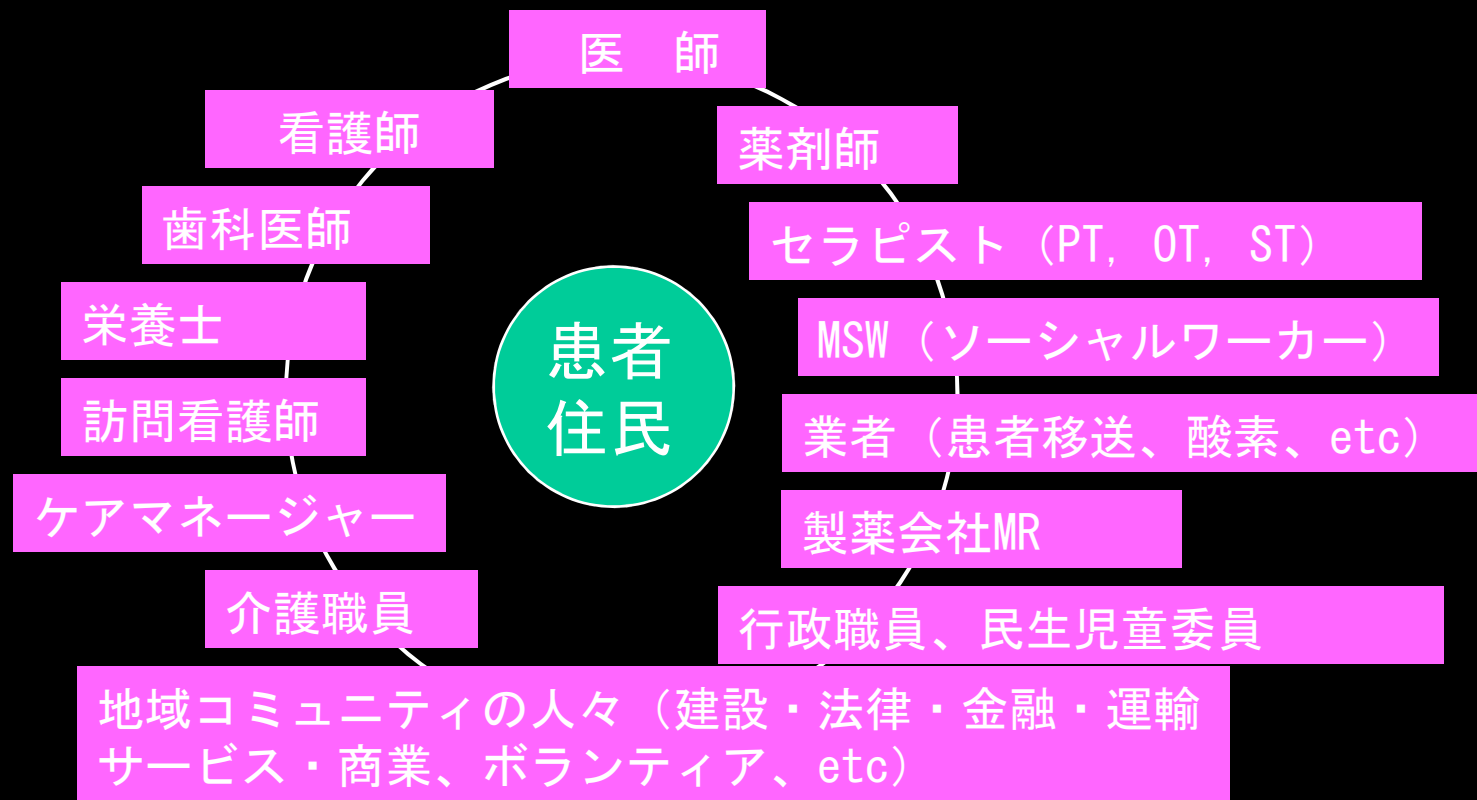 医　師
看護師
薬剤師
歯科医師
セラピスト（PT, OT, ST）
栄養士
MSW（ソーシャルワーカー）
患者
住民
訪問看護師
業者（患者移送、酸素、etc）
ケアマネージャー
製薬会社MR
介護職員
行政職員、民生児童委員
地域コミュニティの人々（建設・法律・金融・運輸
サービス・商業、ボランティア、etc）